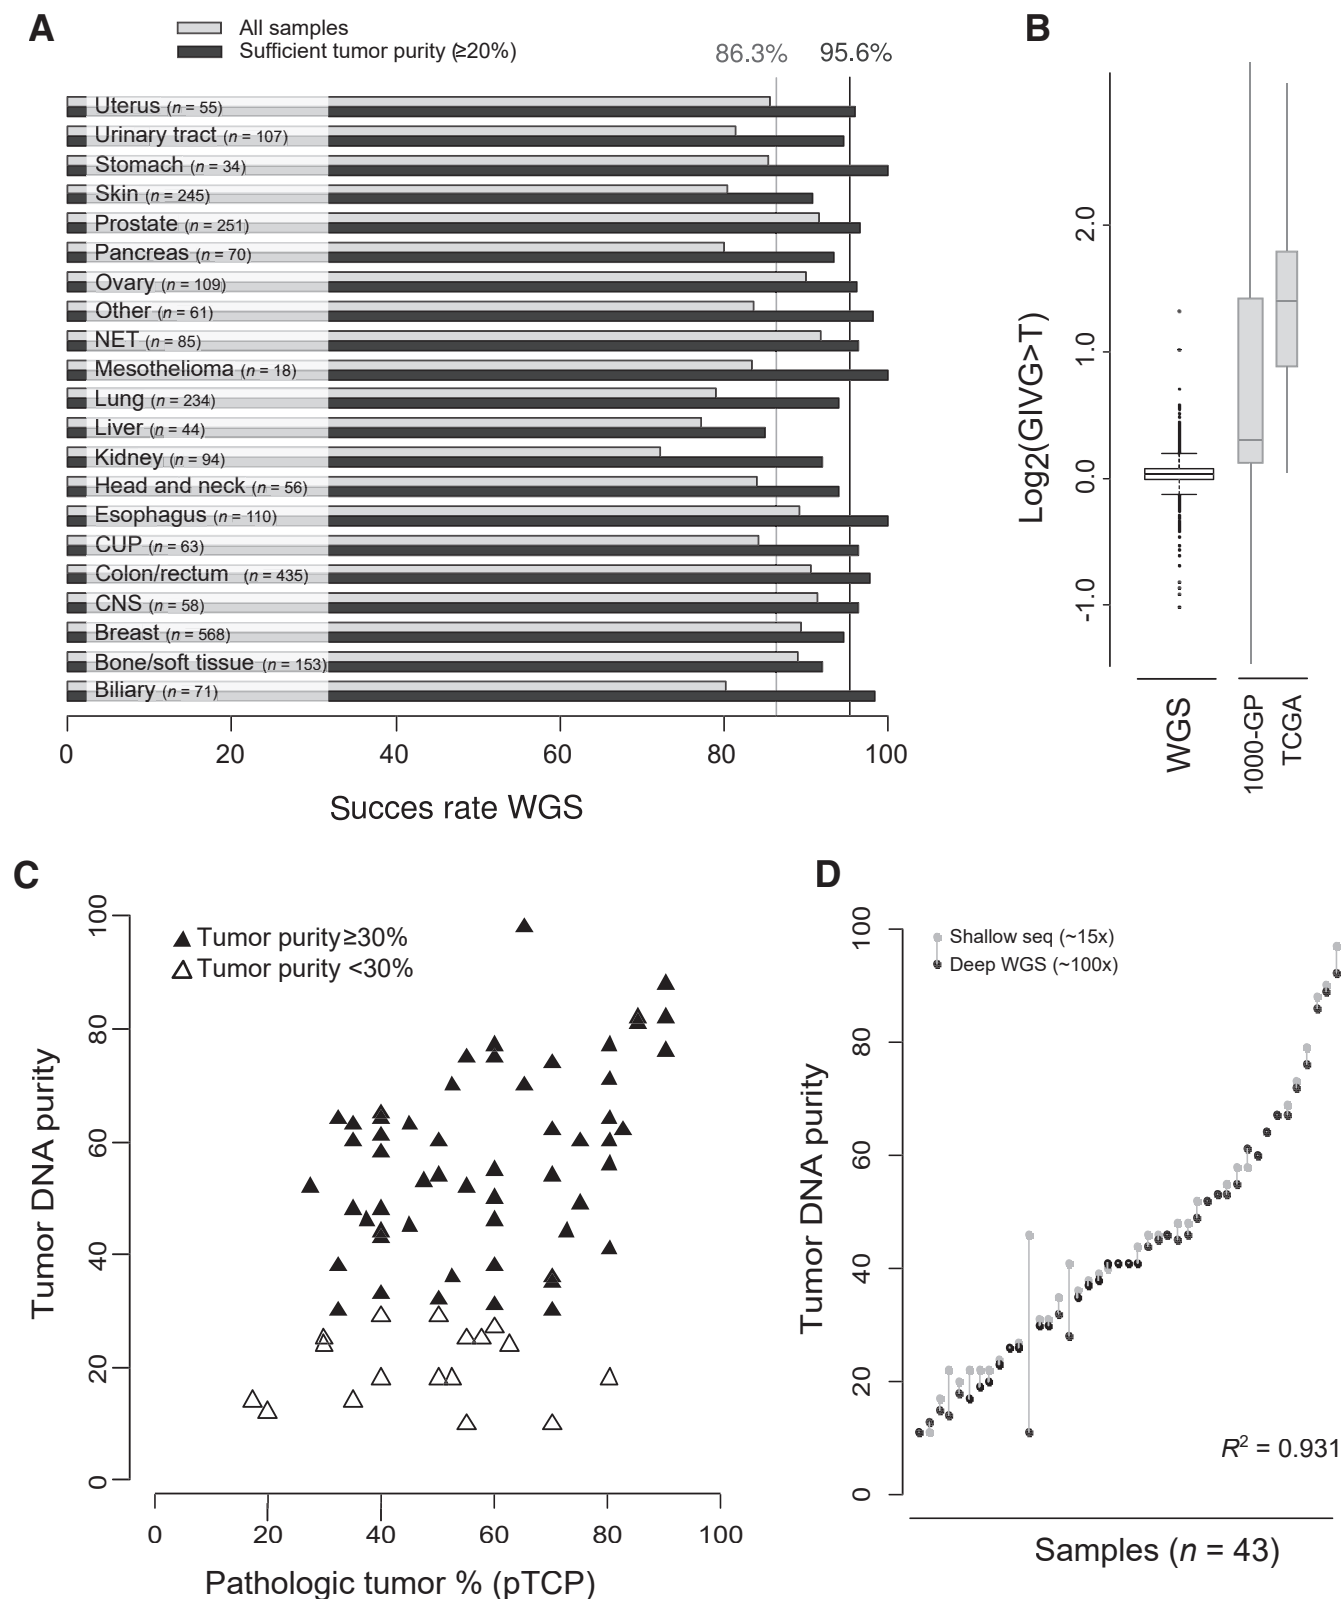 A
All samples
Sufficient tumor purity (≥20%)
86.3% 95.6%
Uterus (n = 55)
Urinary tract (n = 107)
Stomach (n = 34)
Skin (n = 245)
Prostate (n = 251)
Pancreas (n = 70)
Ovary (n = 109)
Other (n = 61)
NET (n = 85)
Mesothelioma (n = 18)
Lung (n = 234)
Liver (n = 44)
Kidney (n = 94)
Head and neck (n = 56)
Esophagus (n = 110)
CUP (n = 63)
Colon/rectum (n = 435)
CNS (n = 58)
Breast (n = 568)
Bone/soft tissue (n = 153)
Biliary (n = 71)
0 20 40 60 80 100
Succes rate WGS
B
Log2(GIVG>T)
2.0
1.0
0.0
-1.0
WGS
1000-GP
TCGA
C
Tumor purity≥30%
Tumor purity <30%
Tumor DNA purity
100
80
60
40
20
0
0 20 40 60 80 100
Pathologic tumor % (pTCP)
D
Shallow seq (~15x)
Deep WGS (~100x)
Tumor DNA purity
100
80
60
40
20
0
R² = 0.931
Samples (n = 43)